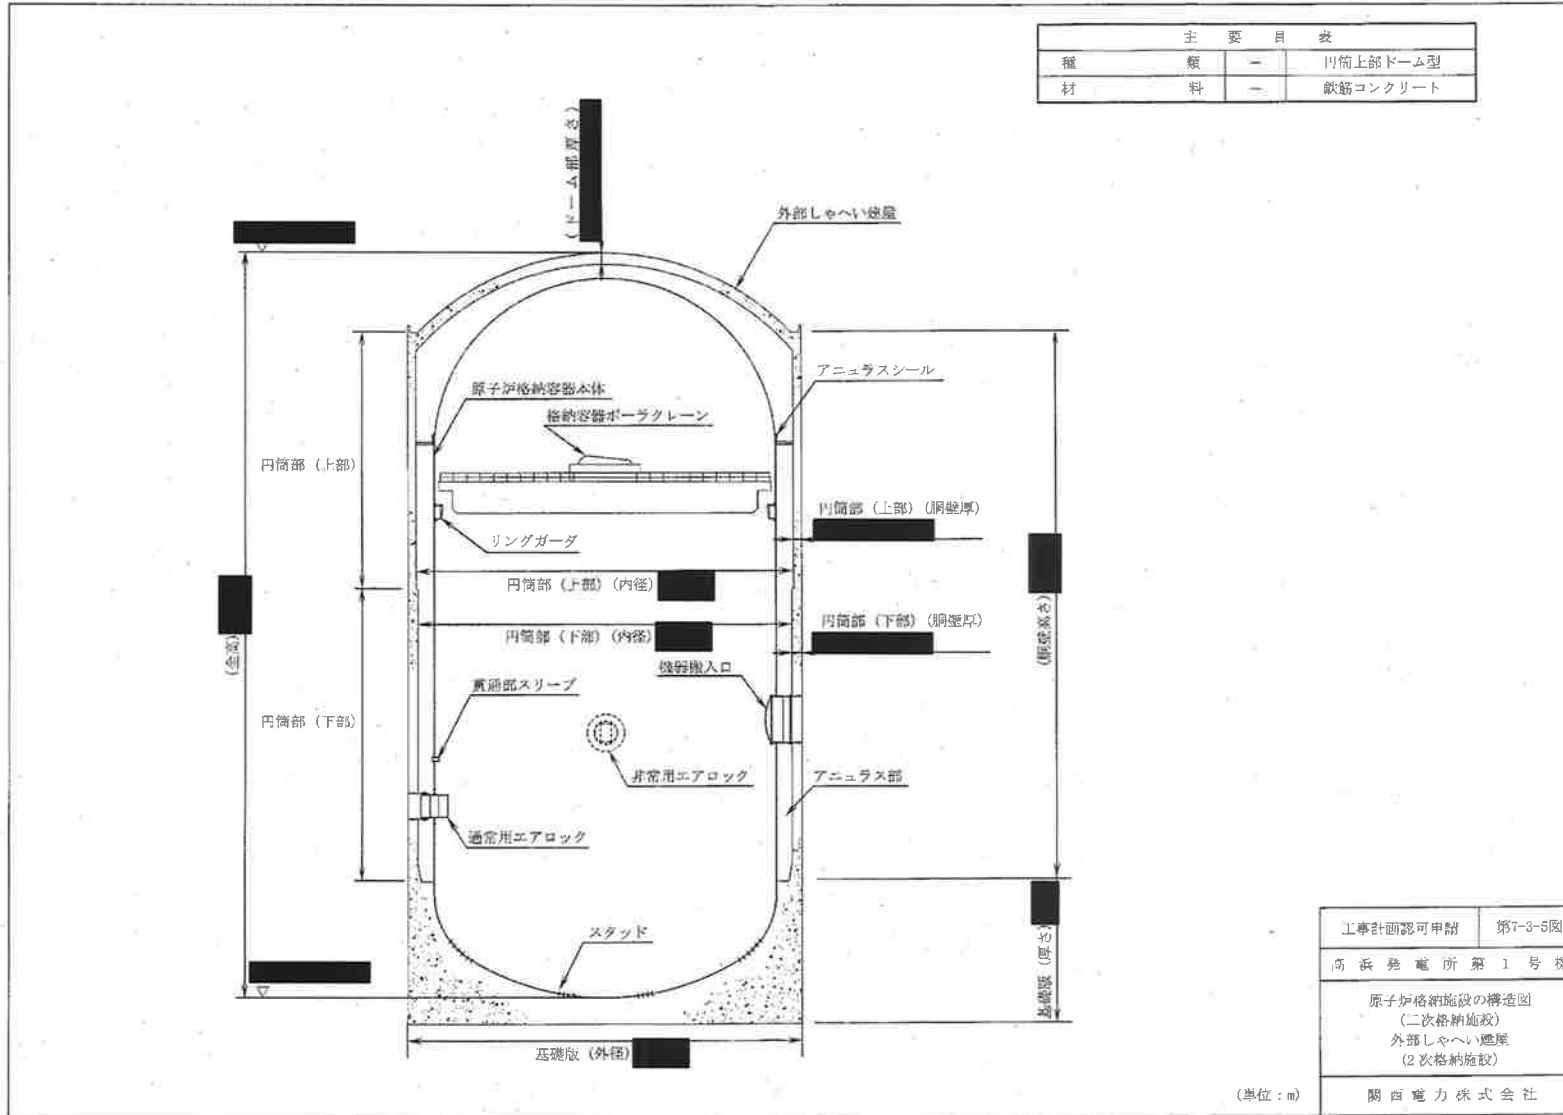 主要目表
種類 － 円筒上部ドーム型
材料 － 鉄筋コンクリート
(ドーム部厚さ)
外部しゃへい建屋
原子炉格納容器本体
格納容器ポーラクレーン
アニュラスシール
円筒部 (上部)
円筒部 (上部) (胴壁厚)
リングガーダ
円筒部 (上部) (内径)
円筒部 (下部) (内径)
円筒部 (下部) (胴壁厚)
(全高)
(胴壁高さ)
機器搬入口
貫通部スリーブ
円筒部 (下部)
非常用エアロック
アニュラス部
通常用エアロック
スタッド
基礎版 (厚さ)
基礎版 (外径)
(単位：m)
工事計画認可申請 第7-3-5図
高浜発電所第1号機
原子炉格納施設の構造図
(二次格納施設)
外部しゃへい建屋
(2次格納施設)
関西電力株式会社